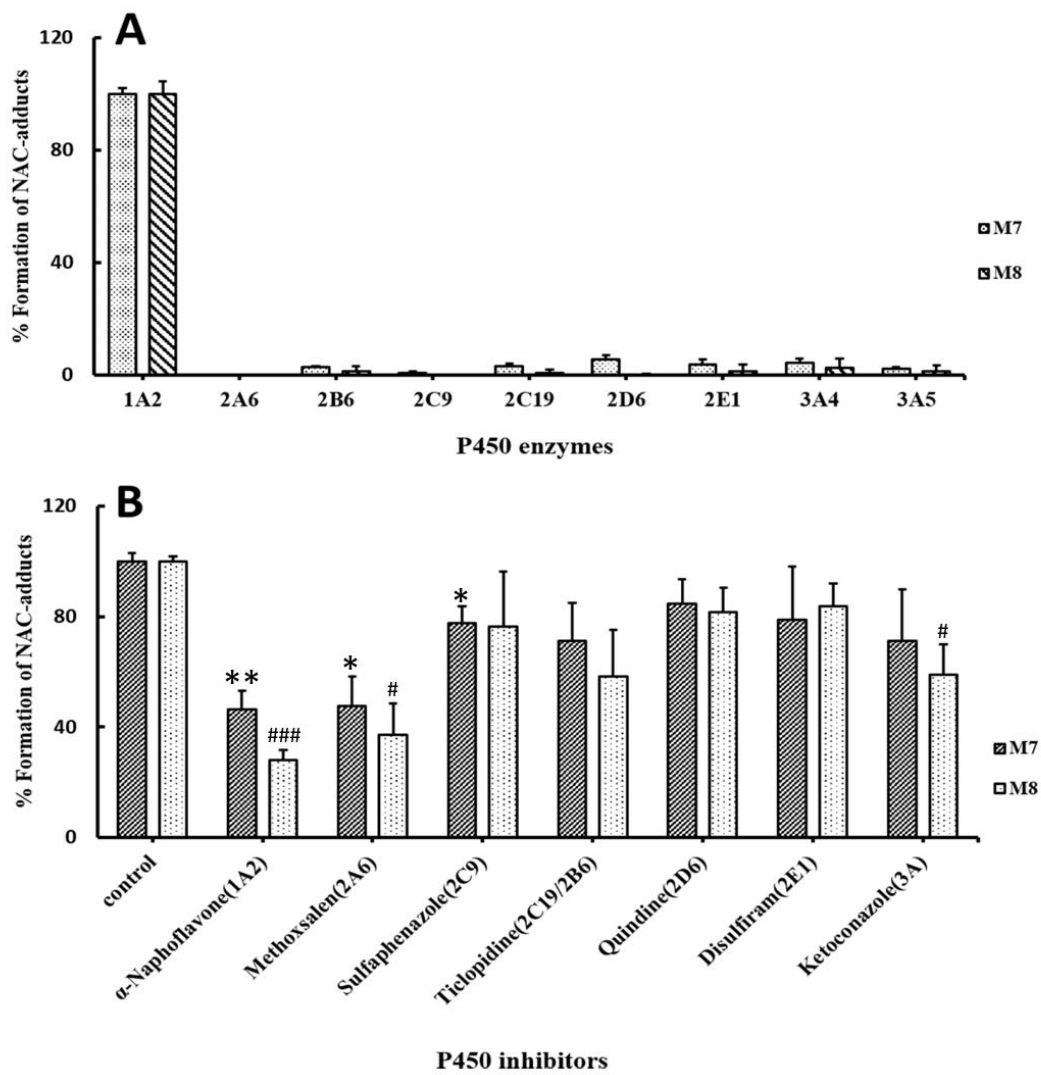 A
% Formation of NAC-adducts
120
80
40
0
1A2 2A6 2B6 2C9 2C19 2D6 2E1 3A4 3A5
P450 enzymes
M7
M8
B
% Formation of NAC-adducts
120
80
40
0
**
###
*
#
*
#
control
α-Naphoflavone(1A2)
Methoxsalen(2A6)
Sulfaphenazole(2C9)
Ticlopidine(2C19/2B6)
Quindine(2D6)
Disulfiram(2E1)
Ketoconazole(3A)
P450 inhibitors
M7
M8